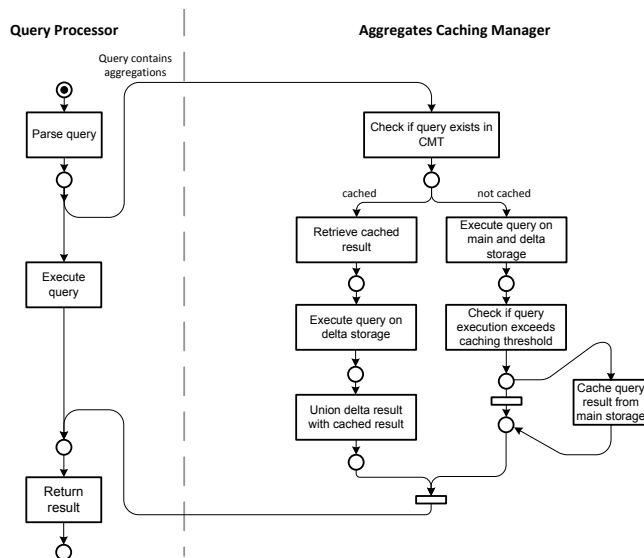 Query Processor
Aggregates Caching Manager
Query contains
aggregations
Parse query
Check if query exists in
CMT
cached
not cached
Retrieve cached
result
Execute query on
main and delta
storage
Execute
query
Execute query on
delta storage
Check if query
execution exceeds
caching threshold
Cache query
result from
main storage
Union delta result
with cached result
Return
result